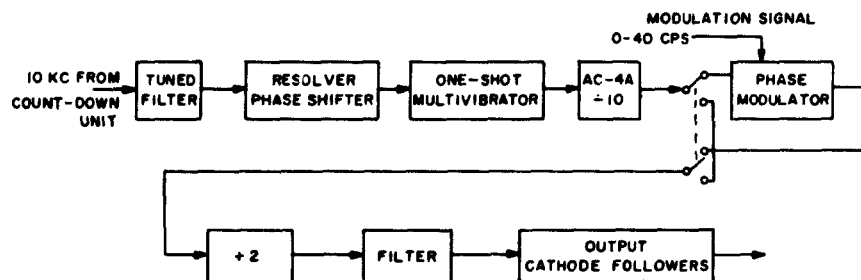 MODULATION SIGNAL
0-40 CPS
10 KC FROM
COUNT-DOWN
UNIT
TUNED
FILTER
RESOLVER
PHASE SHIFTER
ONE-SHOT
MULTIVIBRATOR
AC-4A
÷10
PHASE
MODULATOR
÷2
FILTER
OUTPUT
CATHODE FOLLOWERS